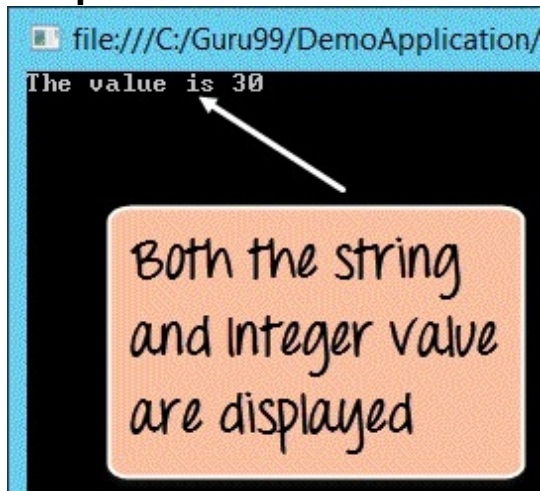 file:///C:/Guru99/DemoApplication/
The value is 30
Both the string
and Integer value
are displayed